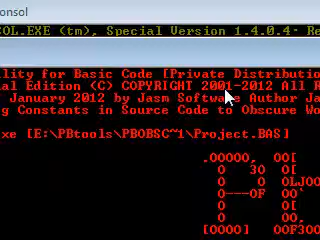 onsol
OL.EXE (tm), Special Version 1.4.0.4- Re
lity for Basic Code [Private Distributio
al Edition (C) COPYRIGHT 2001-2012 All R
January 2012 by Jasm Software Author Ja
g Constants in Source Code to Obscure Wo
xe [E:\PBtools\PBOBSC~1\Project.BAS]
.OOOOO, OO[
O 3O O[
O O OLJOO
O---OF OO`
O O[
O OO.
[OOOO] OOF3OO